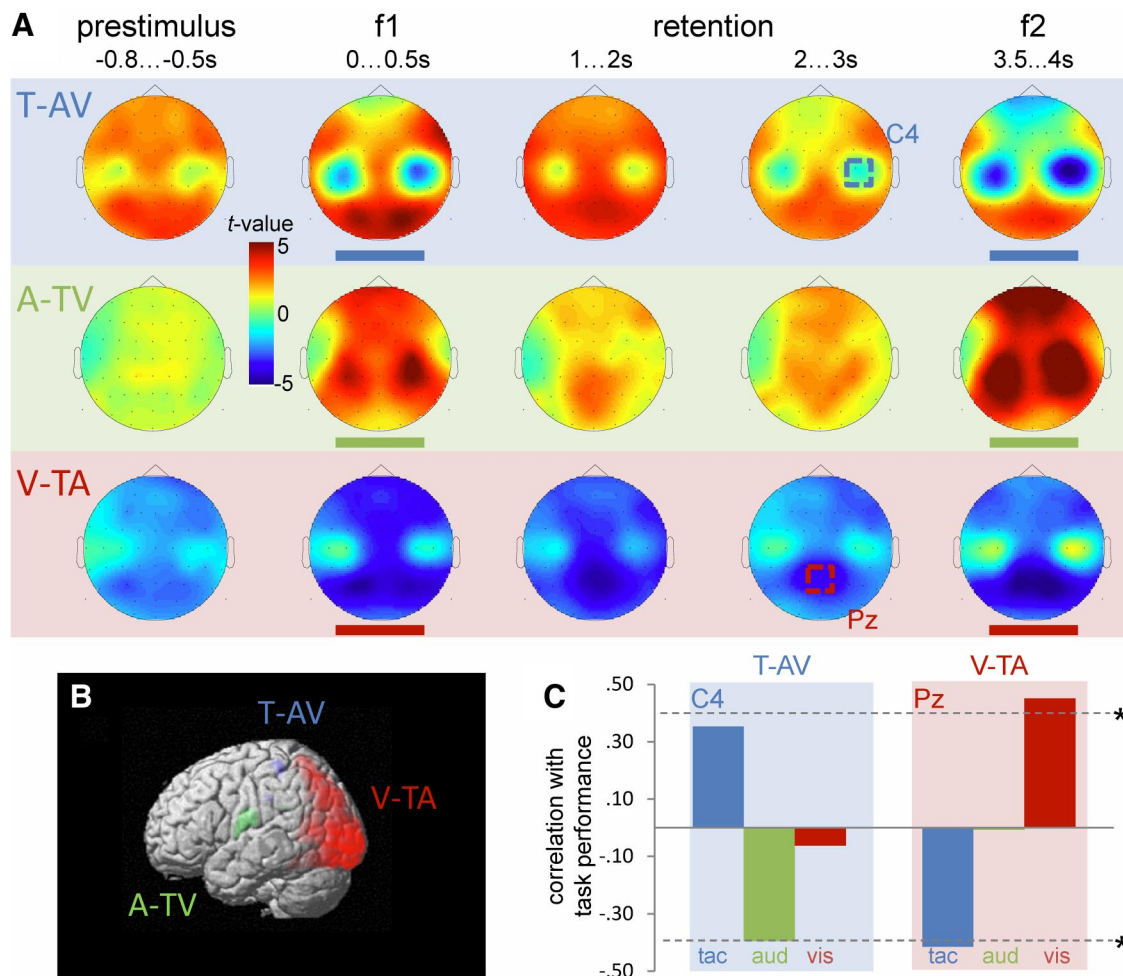 A
prestimulus f1 retention f2
-0.8…-0.5s 0…0.5s 1…2s 2…3s 3.5…4s
T-AV
C4
t-value
5
0
-5
A-TV
V-TA
Pz
B
T-AV
V-TA
A-TV
C
T-AV V-TA
correlation with
task performance
.50
.30
.10
-.10
-.30
-.50
C4 Pz
*
*
tac aud vis tac aud vis